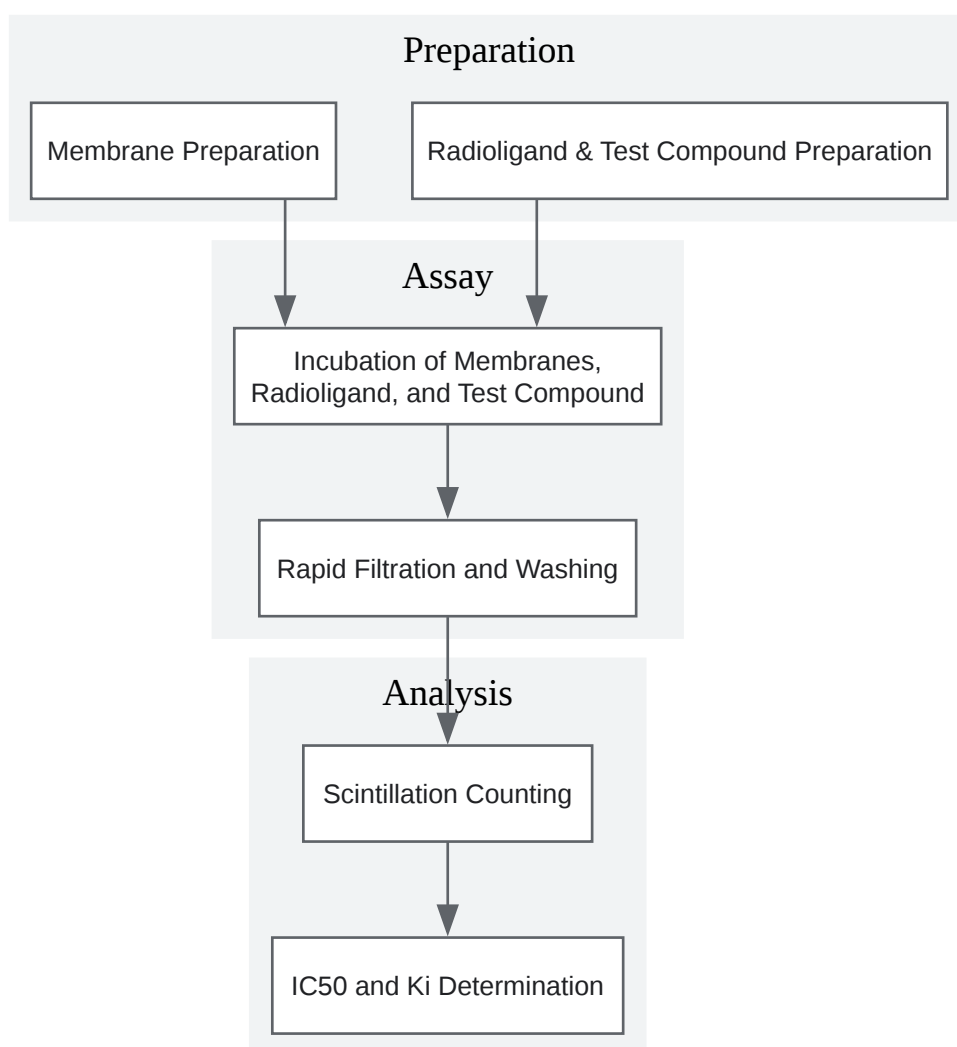 Preparation
Membrane Preparation
Radioligand & Test Compound Preparation
Assay
Incubation of Membranes,
Radioligand, and Test Compound
Rapid Filtration and Washing
Analysis
Scintillation Counting
IC50 and Ki Determination